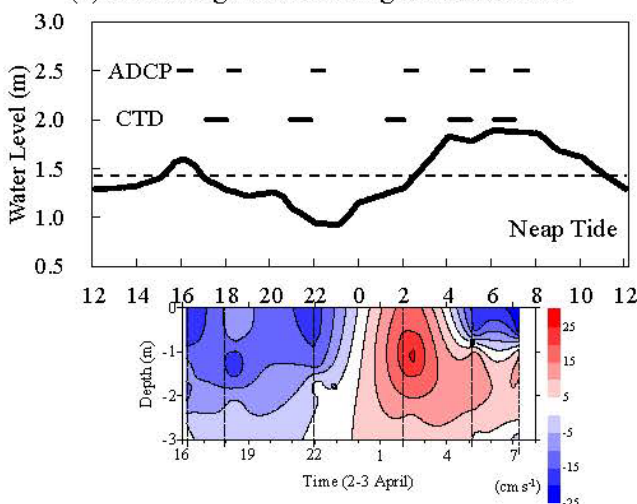 3.0
2.5
ADCP
2.0
CTD
1.5
1.0
Neap Tide
0.5
Water Level (m)
12 14 16 18 20 22 0 2 4 6 8 10 12
0
-1
-2
-3
Depth (m)
16 19 22 1 4 7
Time (2-3 April)
(cm s⁻¹)
25
15
5
-5
-15
-25